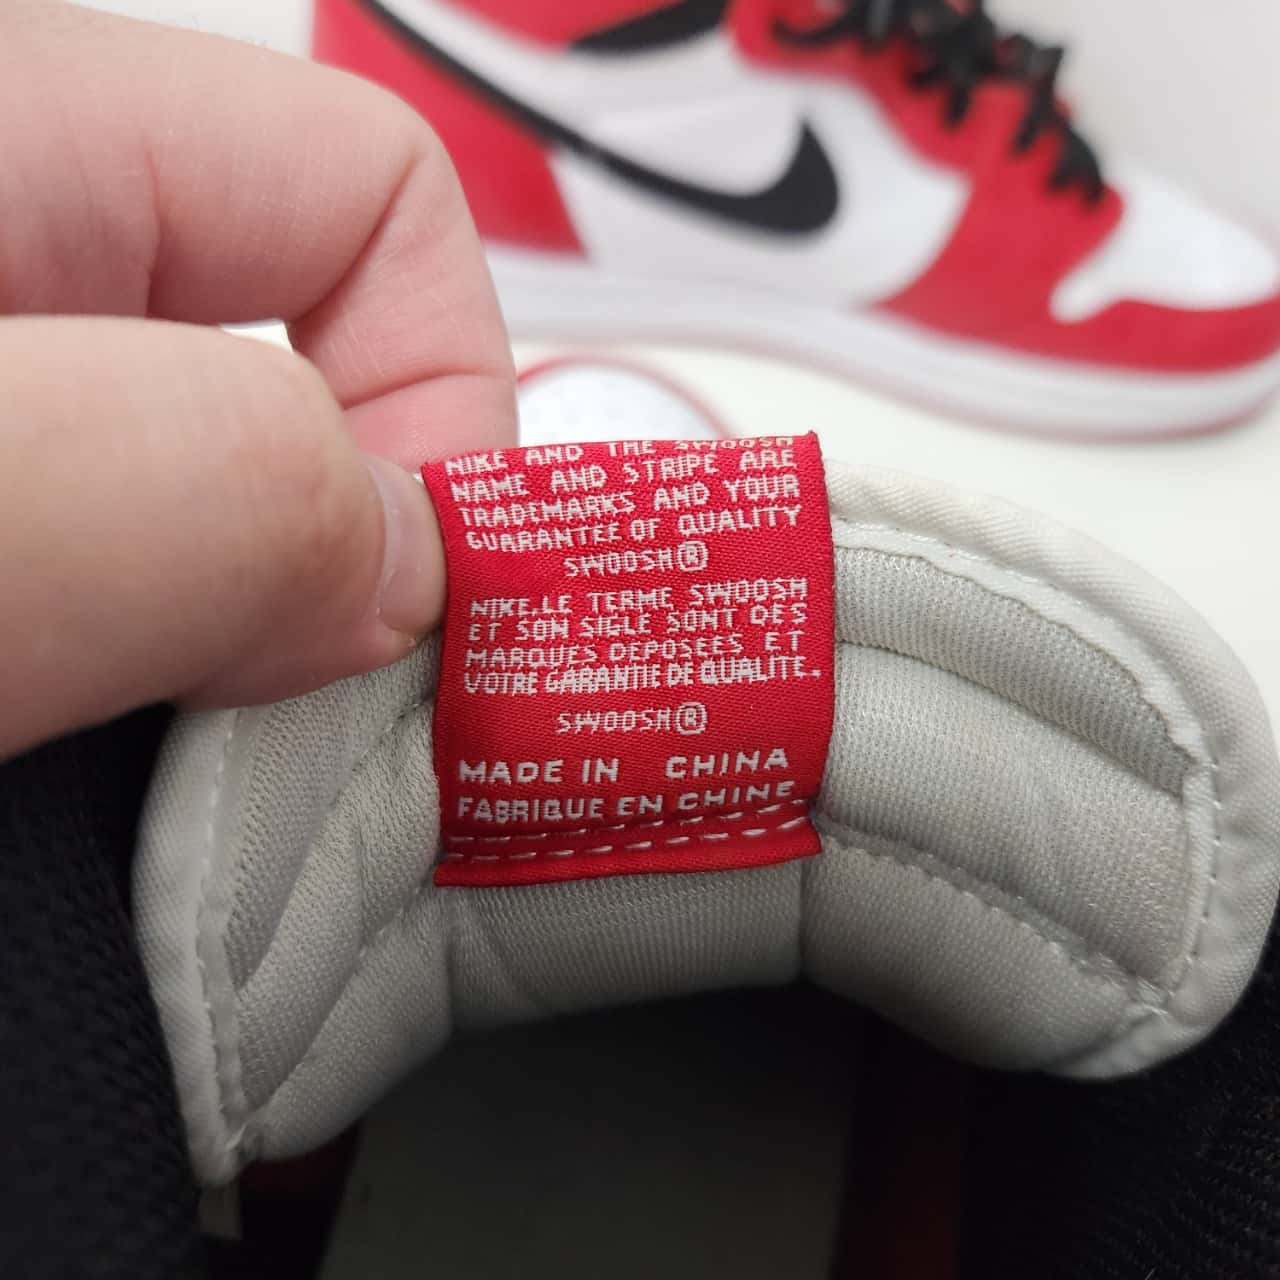 NIKE AND THE SWOOSH
NAME AND STRIPE ARE
TRADEMARKS AND YOUR
GUARANTEE OF QUALITY
SWOOSH®
NIKE.LE TERME SWOOSH
ET SON SIGLE SONT DES
MARQUES DEPOSEES ET
VOTRE GARANTIE DE QUALITE.
SWOOSH®
MADE IN CHINA
FABRIQUE EN CHINE